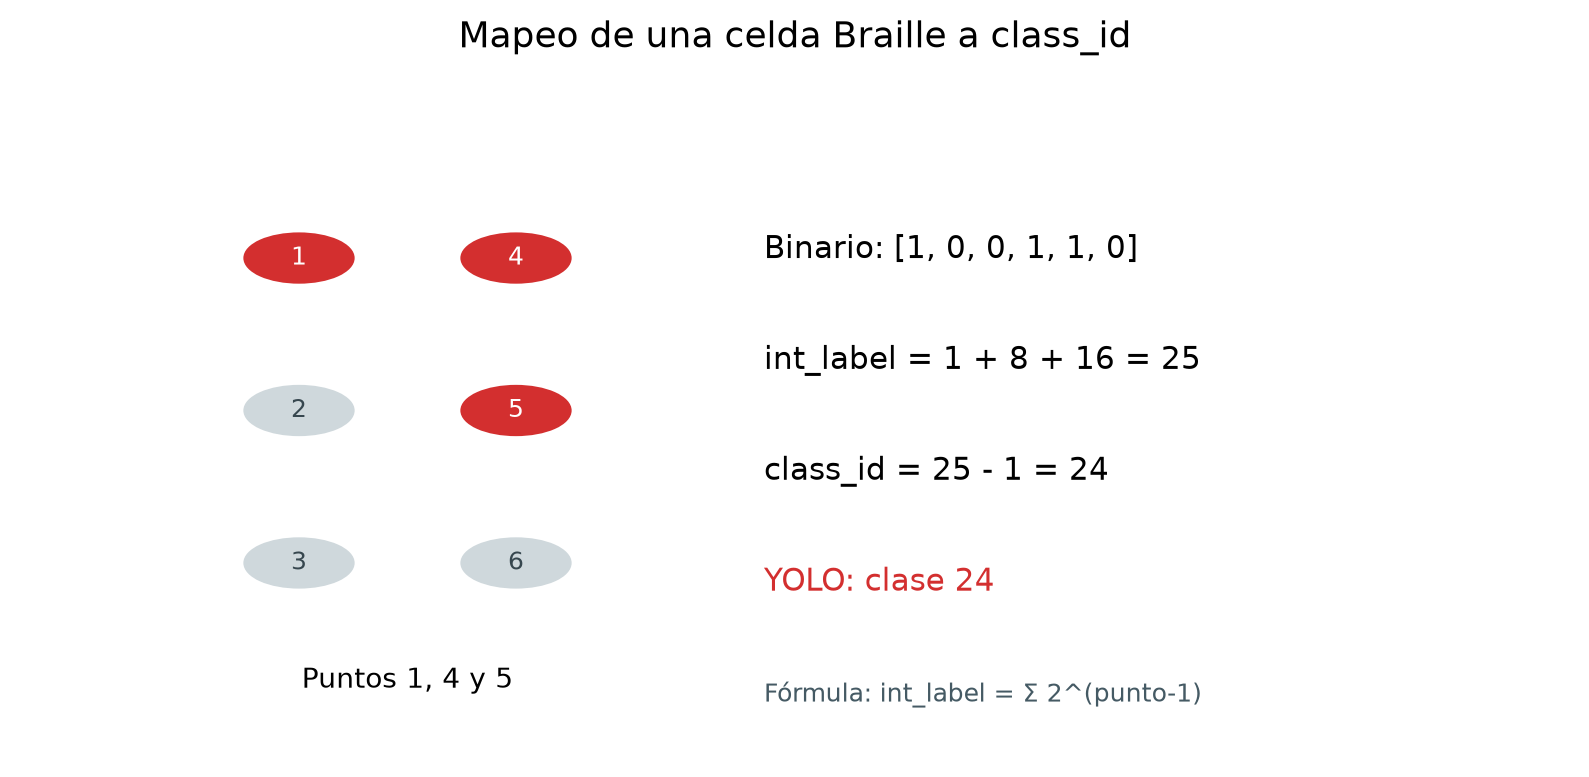 Mapeo de una celda Braille a class_id
1 4
2 5
3 6
Puntos 1, 4 y 5
Binario: [1, 0, 0, 1, 1, 0]
int_label = 1 + 8 + 16 = 25
class_id = 25 - 1 = 24
YOLO: clase 24
Fórmula: int_label = Σ 2^(punto-1)